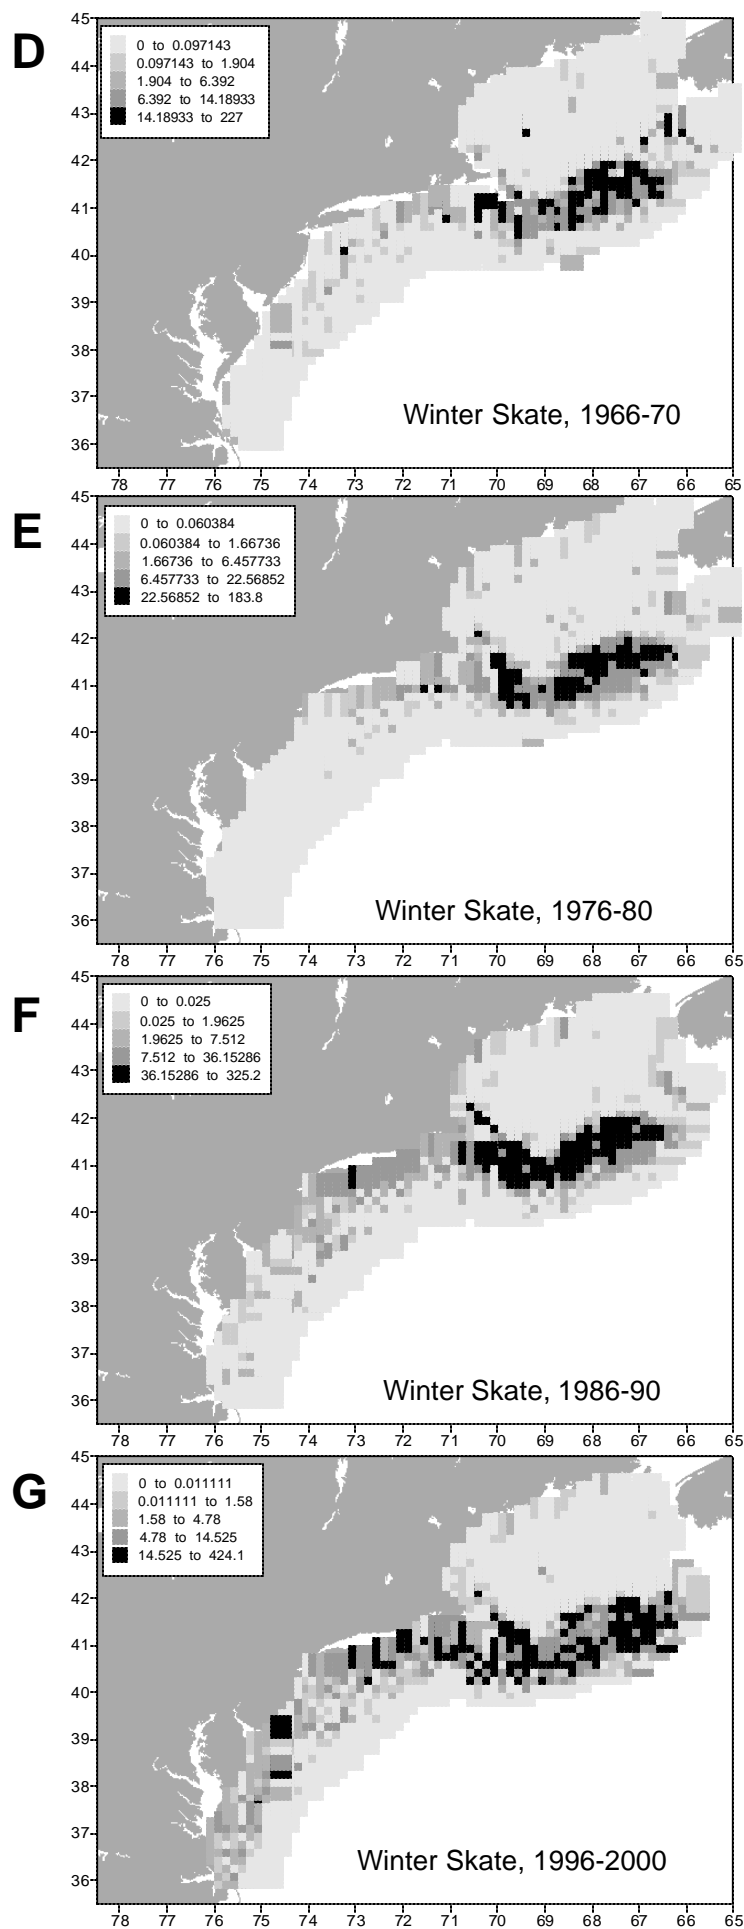 D
45
44
43
42
41
40
39
38
37
36
0 to 0.097143
0.097143 to 1.904
1.904 to 6.392
6.392 to 14.18933
14.18933 to 227
Winter Skate, 1966-70
78 77 76 75 74 73 72 71 70 69 68 67 66 65
E
45
44
43
42
41
40
39
38
37
36
0 to 0.060384
0.060384 to 1.66736
1.66736 to 6.457733
6.457733 to 22.56852
22.56852 to 183.8
Winter Skate, 1976-80
78 77 76 75 74 73 72 71 70 69 68 67 66 65
F
45
44
43
42
41
40
39
38
37
36
0 to 0.025
0.025 to 1.9625
1.9625 to 7.512
7.512 to 36.15286
36.15286 to 325.2
Winter Skate, 1986-90
78 77 76 75 74 73 72 71 70 69 68 67 66 65
G
45
44
43
42
41
40
39
38
37
36
0 to 0.011111
0.011111 to 1.58
1.58 to 4.78
4.78 to 14.525
14.525 to 424.1
Winter Skate, 1996-2000
78 77 76 75 74 73 72 71 70 69 68 67 66 65